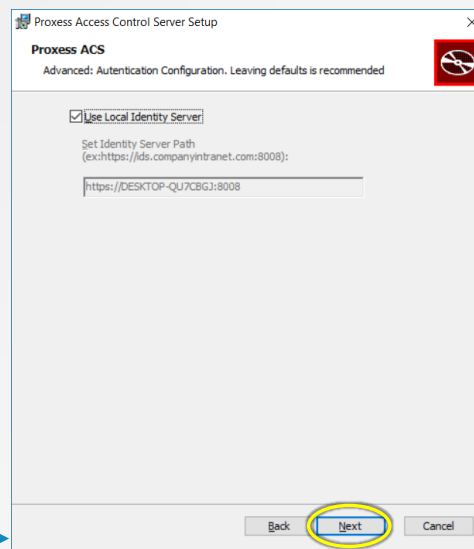 Proxess Access Control Server Setup
Proxess ACS
Advanced: Autentication Configuration. Leaving defaults is recommended
Use Local Identity Server
Set Identity Server Path
(ex:https://ids.companyintranet.com:8008):
https://DESKTOP-QU7CBGJ:8008
Back Next Cancel